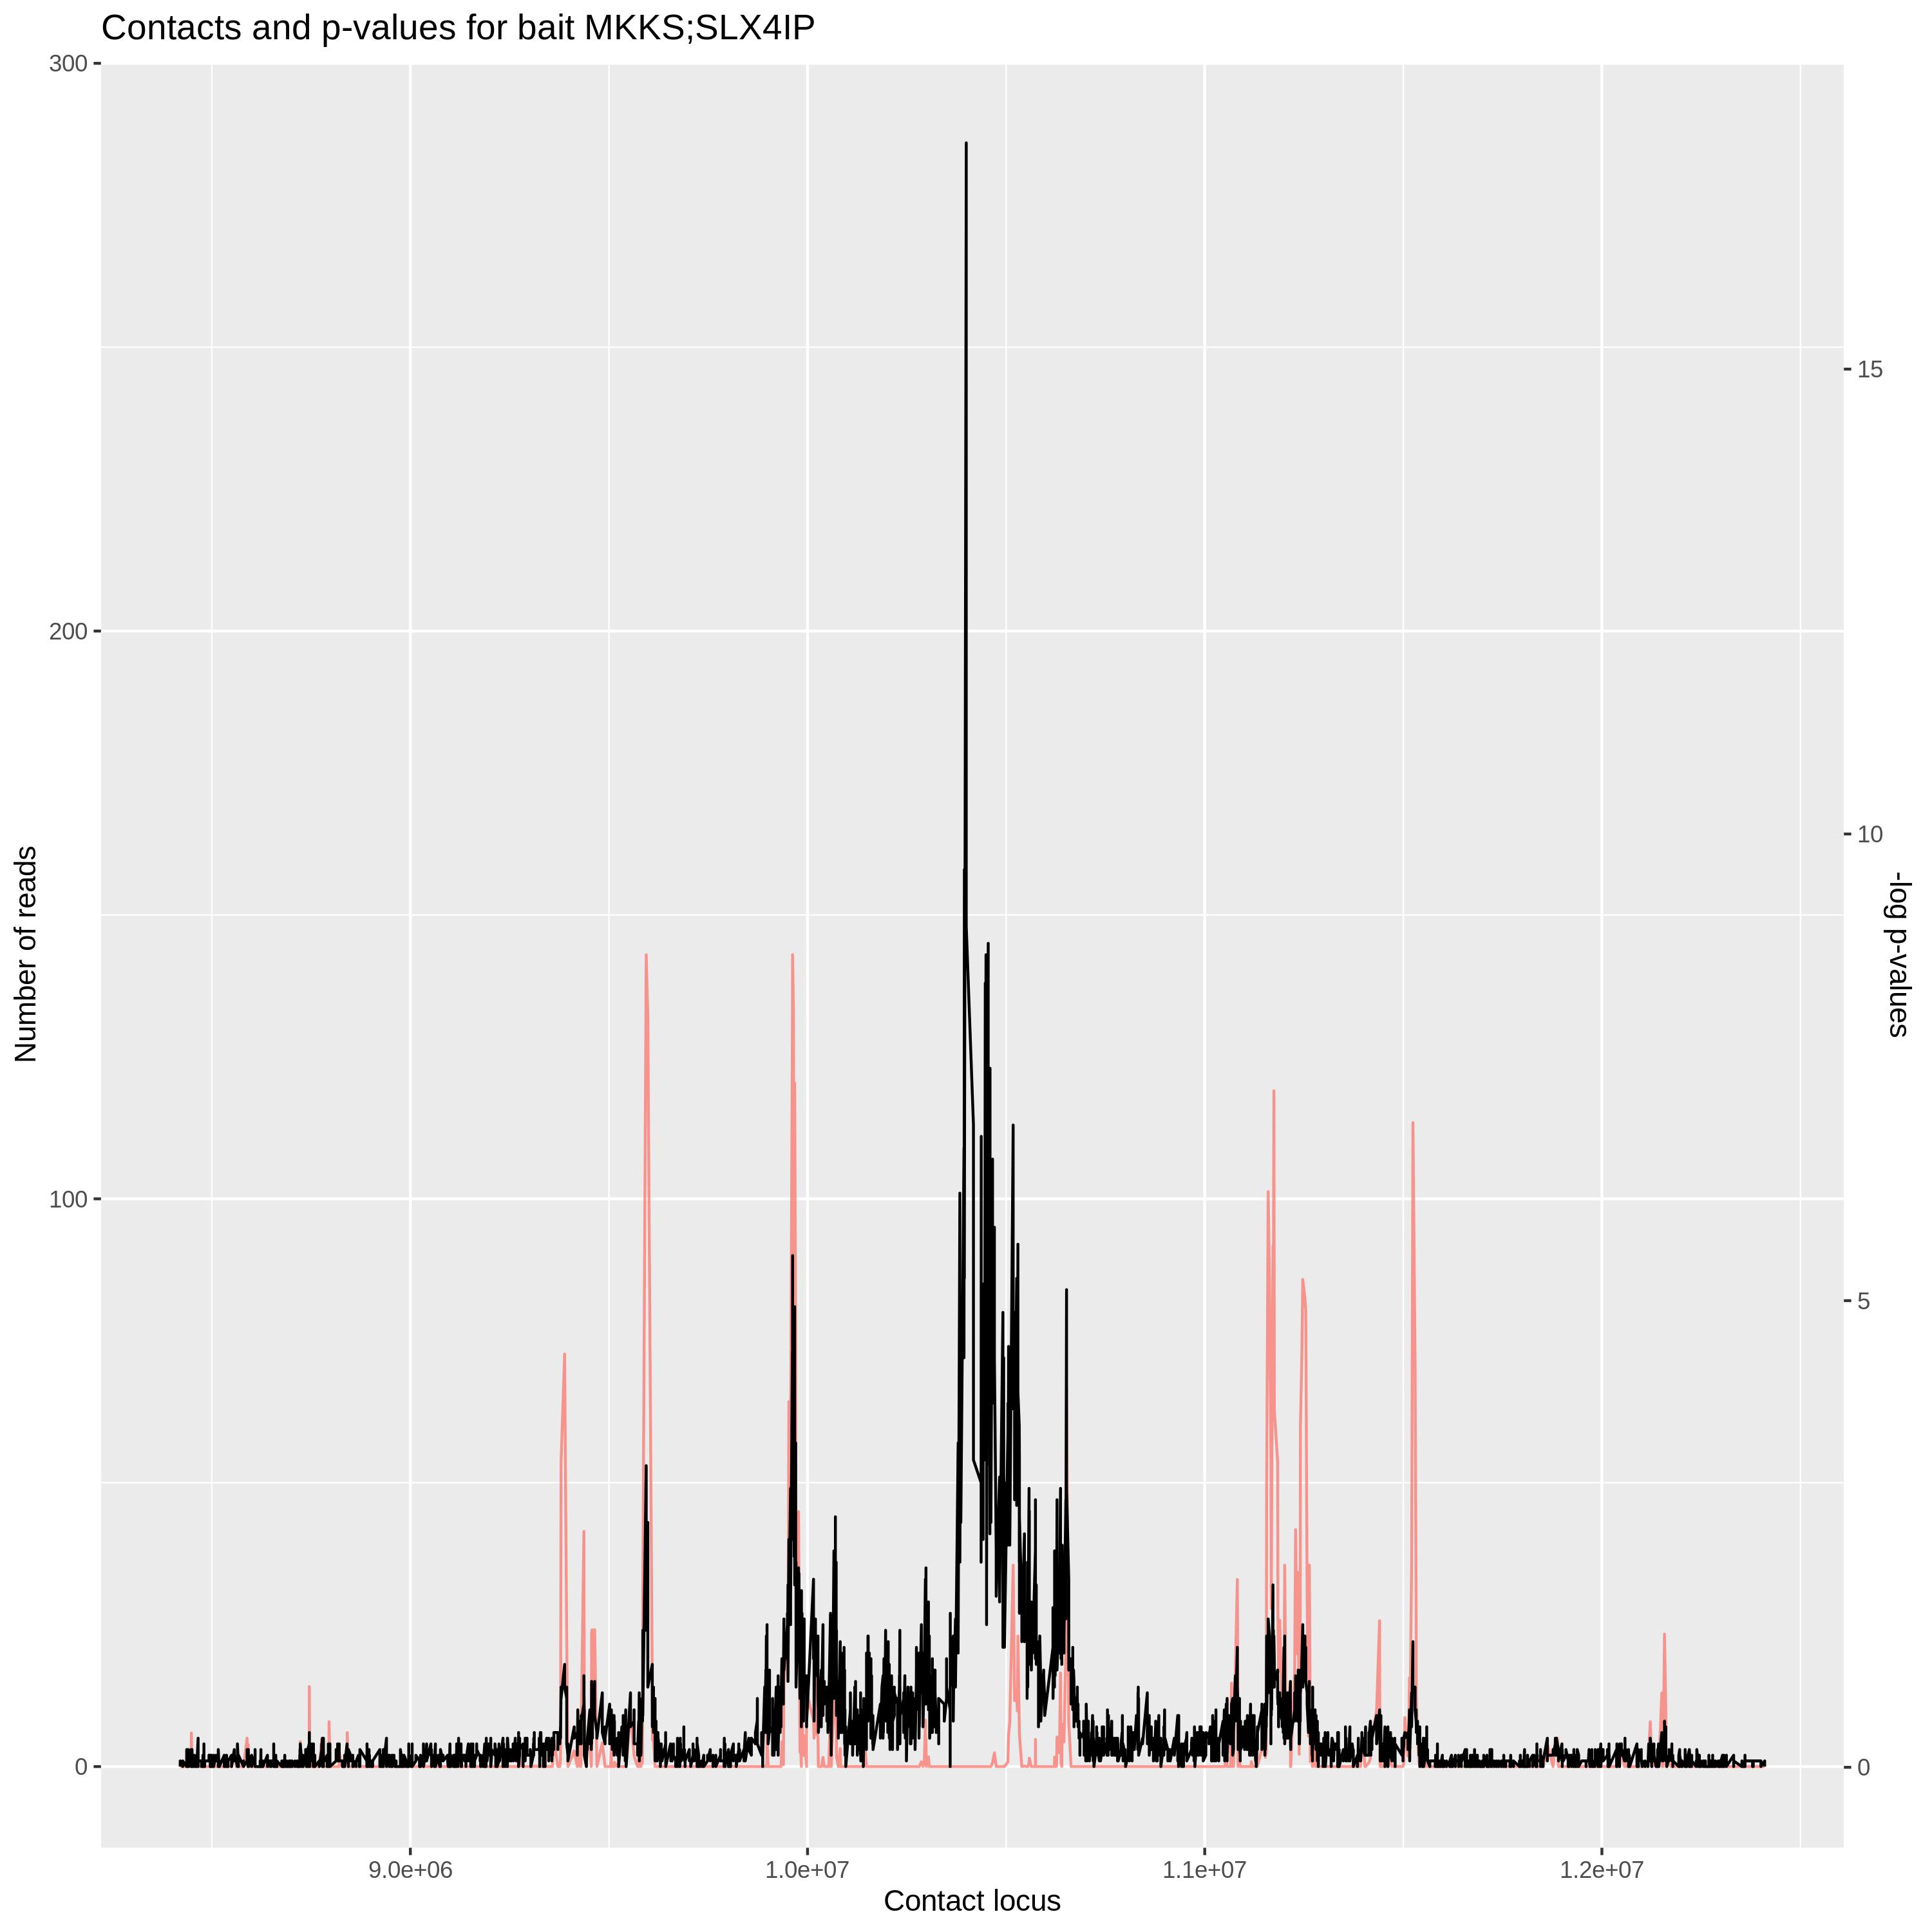 Contacts and p-values for bait MKKS;SLX4IP
300
200
100
0
Number of reads
15
10
5
0
-log p-values
9.0e+06
1.0e+07
1.1e+07
1.2e+07
Contact locus